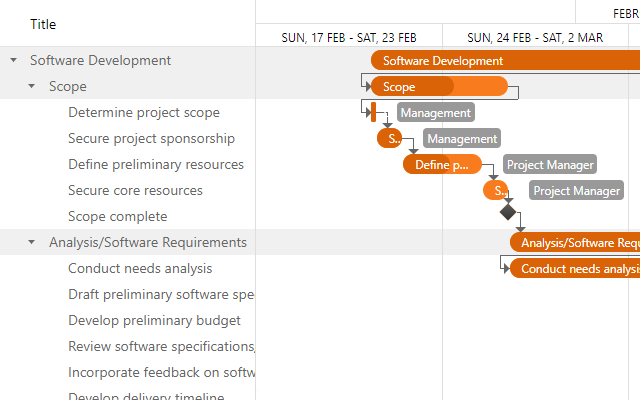 FEBR
Title
SUN, 17 FEB - SAT, 23 FEB
SUN, 24 FEB - SAT, 2 MAR
Software Development
Software Development
Scope
Scope
Determine project scope
Management
Secure project sponsorship
S...
Management
Define preliminary resources
Define p...
Project Manager
Secure core resources
S...
Project Manager
Scope complete
Analysis/Software Requirements
Analysis/Software Requ
Conduct needs analysis
Conduct needs analysis
Draft preliminary software spe
Develop preliminary budget
Review software specifications,
Incorporate feedback on softw
Develop delivery timeline